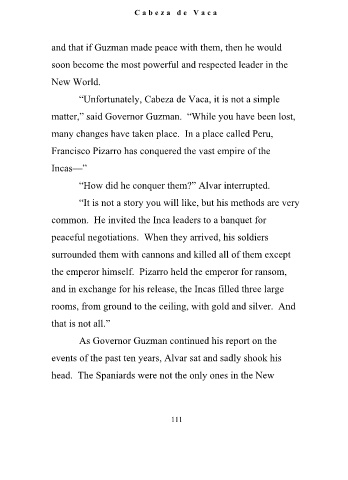 Cabeza de Vaca
and that if Guzman made peace with them, then he would
soon become the most powerful and respected leader in the
New World.
“Unfortunately, Cabeza de Vaca, it is not a simple
matter,” said Governor Guzman.  “While you have been lost,
many changes have taken place.  In a place called Peru,
Francisco Pizarro has conquered the vast empire of the
Incas—”
“How did he conquer them?” Alvar interrupted.
“It is not a story you will like, but his methods are very
common.  He invited the Inca leaders to a banquet for
peaceful negotiations.  When they arrived, his soldiers
surrounded them with cannons and killed all of them except
the emperor himself.  Pizarro held the emperor for ransom,
and in exchange for his release, the Incas filled three large
rooms, from ground to the ceiling, with gold and silver.  And
that is not all.”
As Governor Guzman continued his report on the
events of the past ten years, Alvar sat and sadly shook his
head.  The Spaniards were not the only ones in the New
111